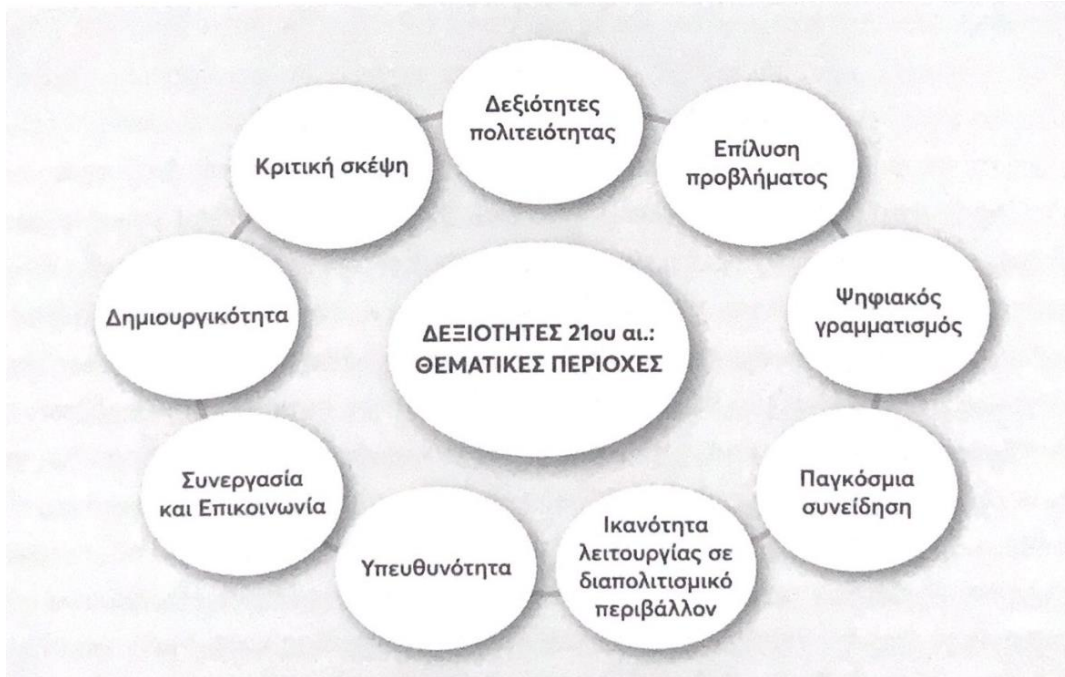 Δεξιότητες
πολιτειότητας
Επίλυση
προβλήματος
Κριτική σκέψη
Ψηφιακός
γραμματισμός
Δημιουργικότητα
ΔΕΞΙΟΤΗΤΕΣ 21ου αι.:
ΘΕΜΑΤΙΚΕΣ ΠΕΡΙΟΧΕΣ
Παγκόσμια
συνείδηση
Συνεργασία
και Επικοινωνία
Ικανότητα
λειτουργίας σε
διαπολιτισμικό
περιβάλλον
Υπευθυνότητα